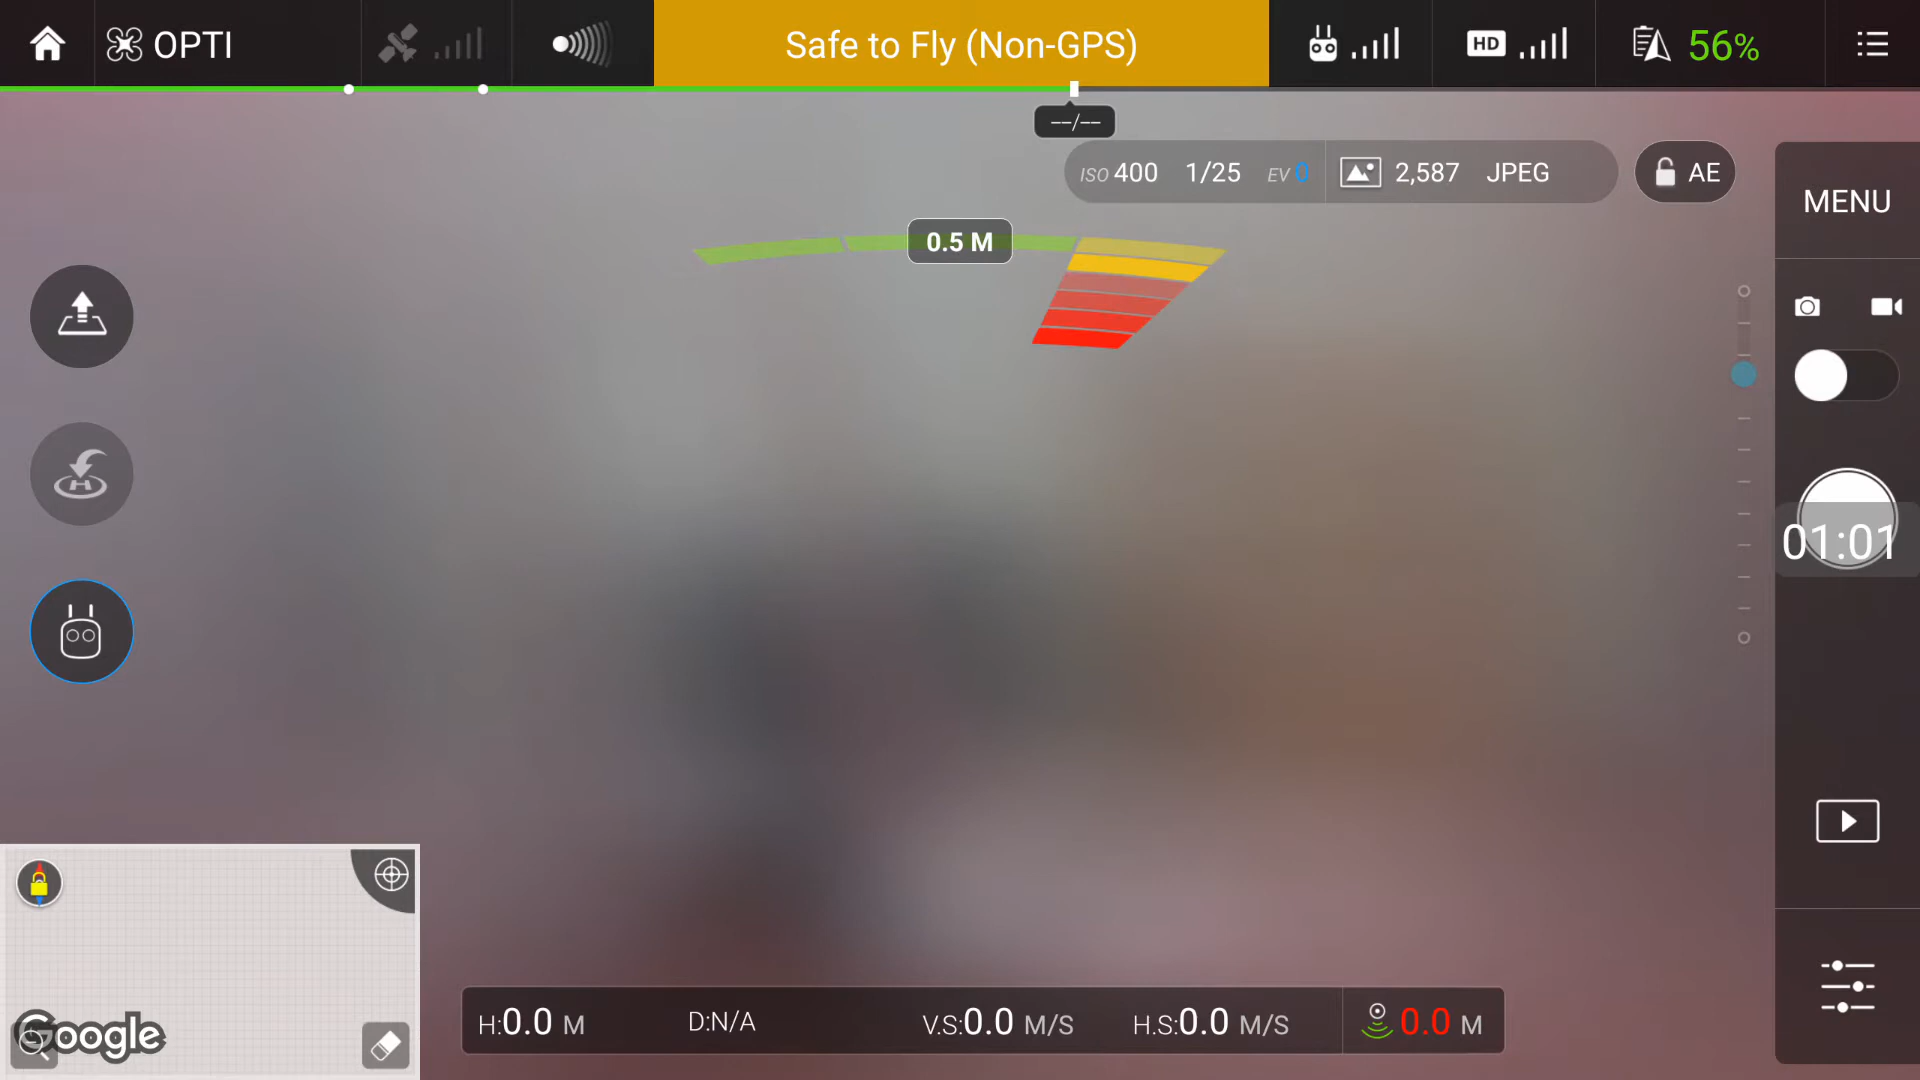 OPTI
Safe to Fly (Non-GPS)
HD
56%
--/--
ISO 400 1/25 EV 0 2,587 JPEG
AE
MENU
0.5 M
01:01
H
Google
H:0.0 M D:N/A V.S:0.0 M/S H.S:0.0 M/S 0.0 M